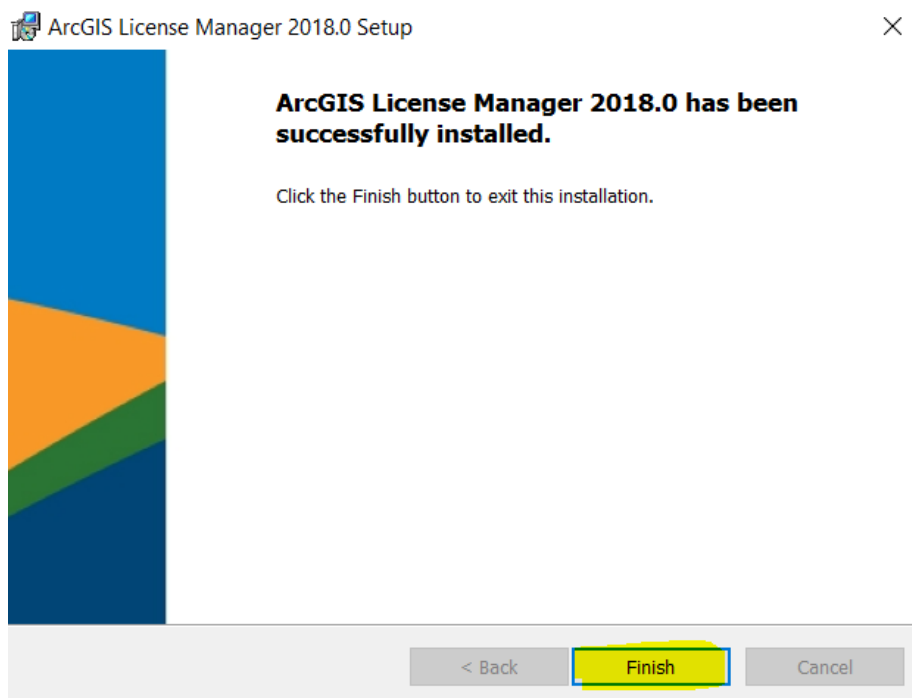 ArcGIS License Manager 2018.0 Setup
ArcGIS License Manager 2018.0 has been
successfully installed.
Click the Finish button to exit this installation.
< Back
Finish
Cancel